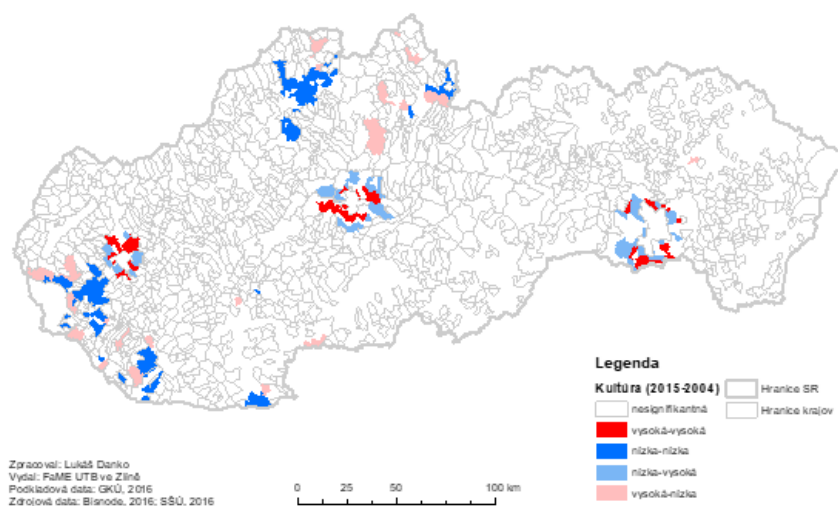 Legenda
Kultúra (2015-2004)
nesignifikantná
vysoká-vysoká
nízka-nízka
nízka-vysoká
vysoká-nízka
Hranice SR
Hranice krajov
Zpracoval: Lukáš Danko
Vydal: FaME UTB ve Zlíně
Podkladová data: GKÚ, 2016
Zdrojová data: Bisnode, 2016; SŠÚ, 2016
0 25 50 100 km